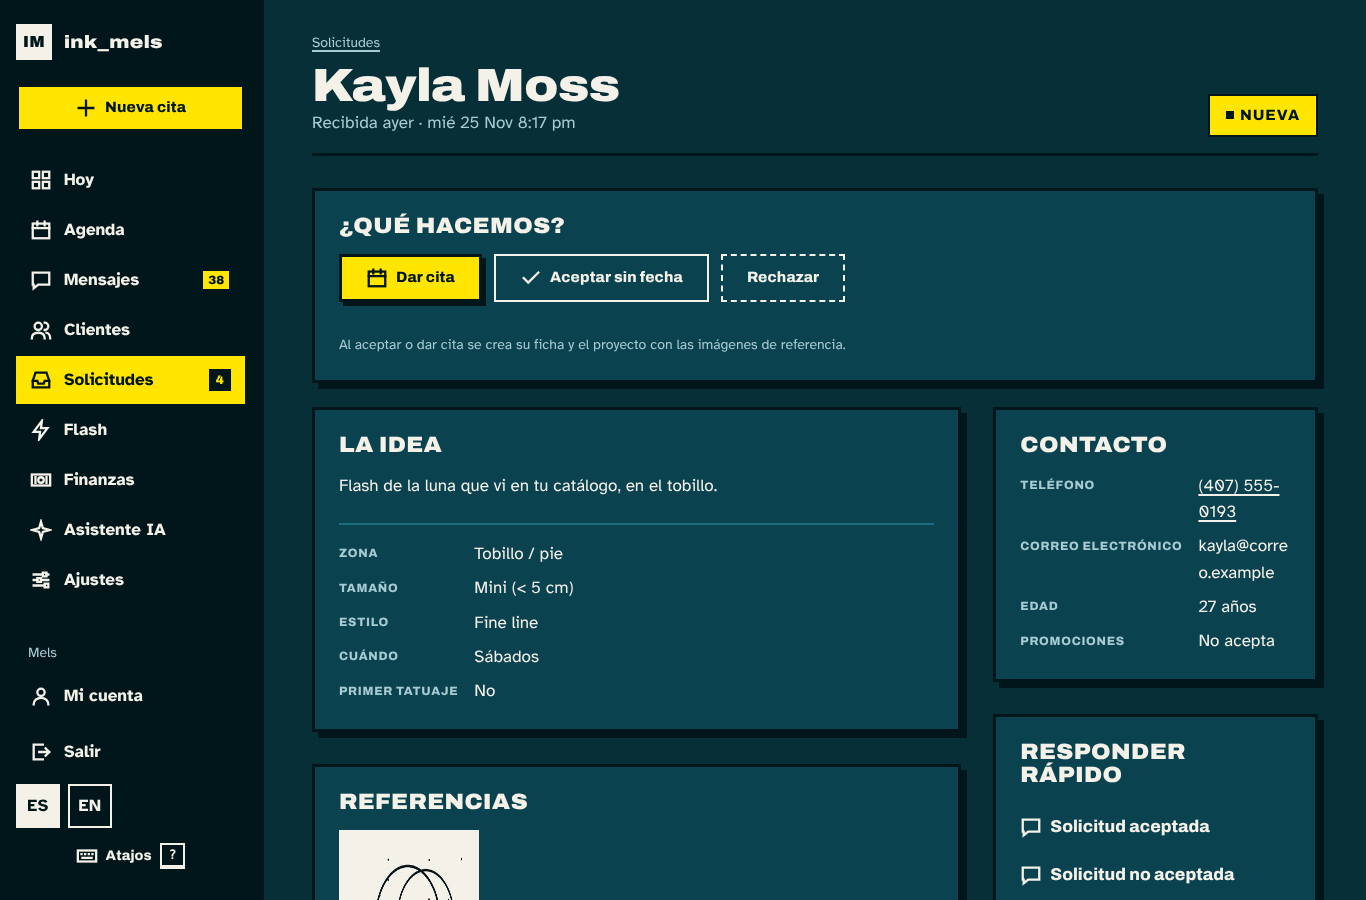 IM ink_mels
Nueva cita
Hoy
Agenda
Mensajes 38
Clientes
Solicitudes 4
Flash
Finanzas
Asistente IA
Ajustes
Mels
Mi cuenta
Salir
ES EN
Atajos ?
Solicitudes
Kayla Moss
Recibida ayer · mié 25 Nov 8:17 pm
NUEVA
¿QUÉ HACEMOS?
Dar cita
Aceptar sin fecha
Rechazar
Al aceptar o dar cita se crea su ficha y el proyecto con las imágenes de referencia.
LA IDEA
Flash de la luna que vi en tu catálogo, en el tobillo.
ZONA Tobillo / pie
TAMAÑO Mini (< 5 cm)
ESTILO Fine line
CUÁNDO Sábados
PRIMER TATUAJE No
REFERENCIAS
CONTACTO
TELÉFONO (407) 555-
0193
CORREO ELECTRÓNICO kayla@corre
o.example
EDAD 27 años
PROMOCIONES No acepta
RESPONDER
RÁPIDO
Solicitud aceptada
Solicitud no aceptada